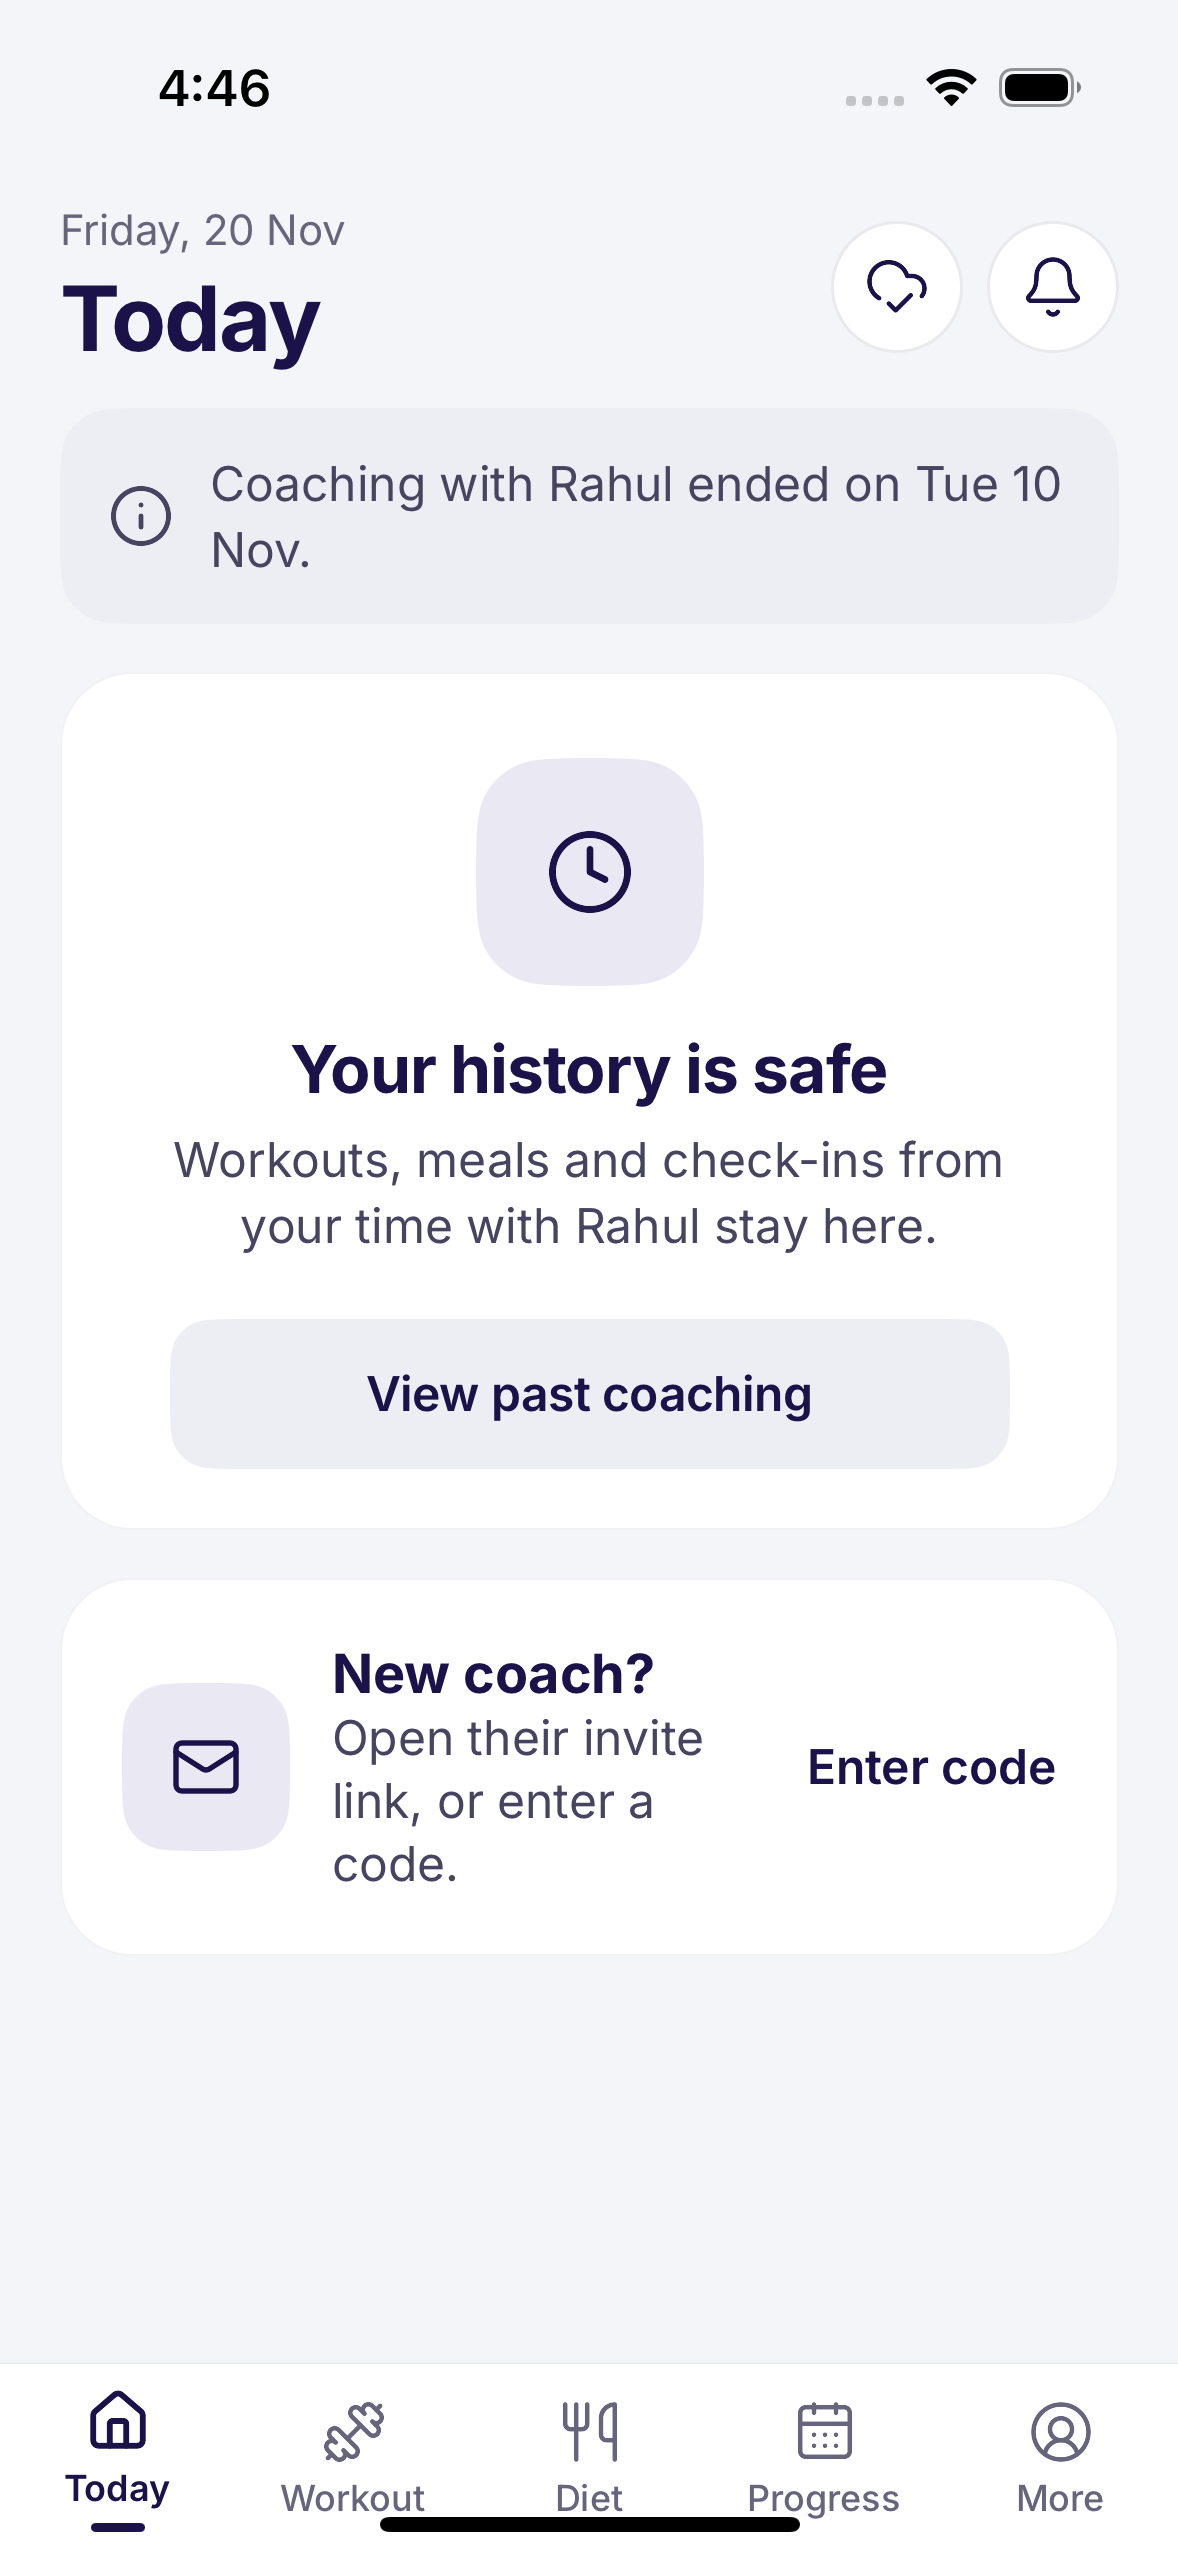 4:46
Friday, 20 Nov
Today
Coaching with Rahul ended on Tue 10
Nov.
Your history is safe
Workouts, meals and check-ins from
your time with Rahul stay here.
View past coaching
New coach?
Open their invite
link, or enter a
code.
Enter code
Today
Workout
Diet
Progress
More